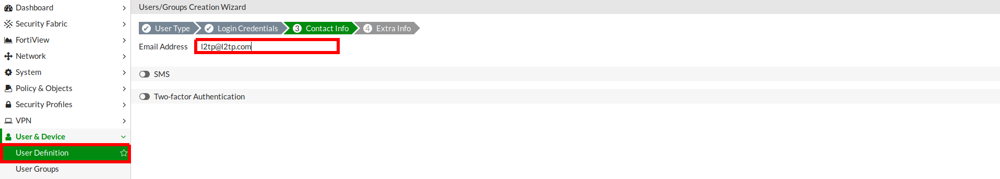 Dashboard
Security Fabric
FortiView
Network
System
Policy & Objects
Security Profiles
VPN
User & Device
User Definition
User Groups
Users/Groups Creation Wizard
User Type
Login Credentials
3 Contact Info
4 Extra Info
Email Address l2tp@l2tp.com
SMS
Two-factor Authentication